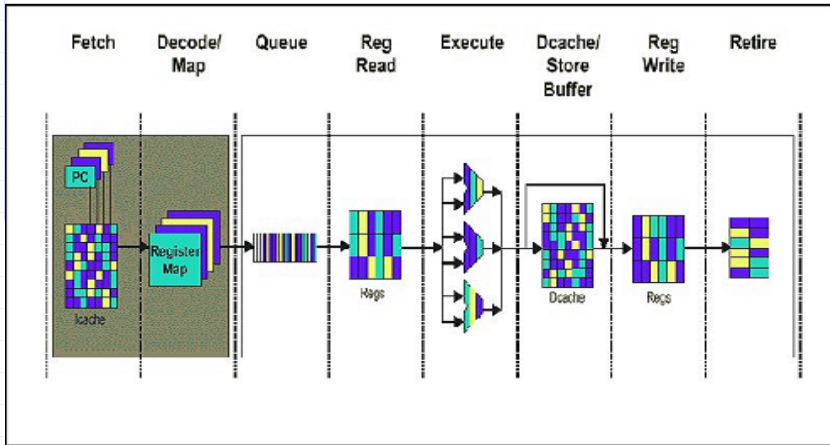 Fetch
Decode/
Map
Queue
Reg
Read
Execute
Dcache/
Store
Buffer
Reg
Write
Retire
PC
Register
Map
Icache
Regs
Dcache
Regs